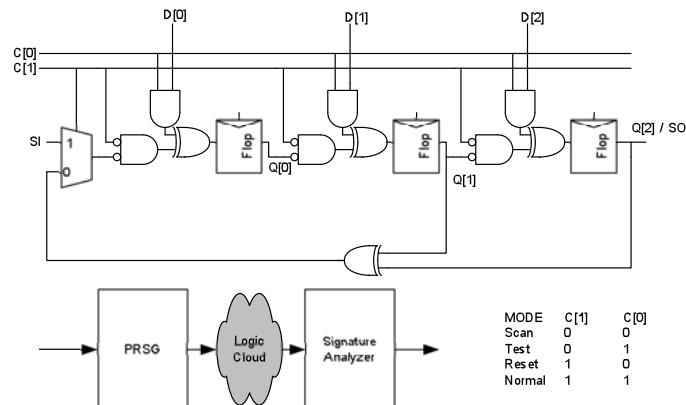 D[0]
D[1]
D[2]
C[0]
C[1]
SI
1
0
Flop
Q[0]
Flop
Q[1]
Flop
Q[2] / SO
PRSG
Logic
Cloud
Signature
Analyzer
MODE C[1] C[0]
Scan 0 0
Test 0 1
Reset 1 0
Normal 1 1